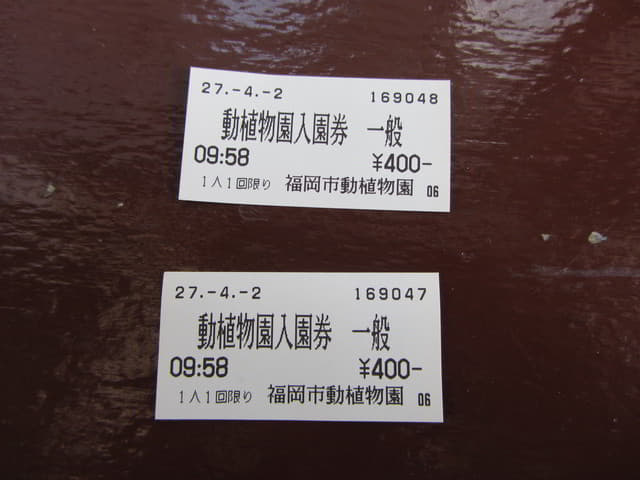 27.-4.-2 169048
動植物園入園券 一般
09:58 ¥400-
1人1回限り 福岡市動植物園 06
27.-4.-2 169047
動植物園入園券 一般
09:58 ¥400-
1人1回限り 福岡市動植物園 06